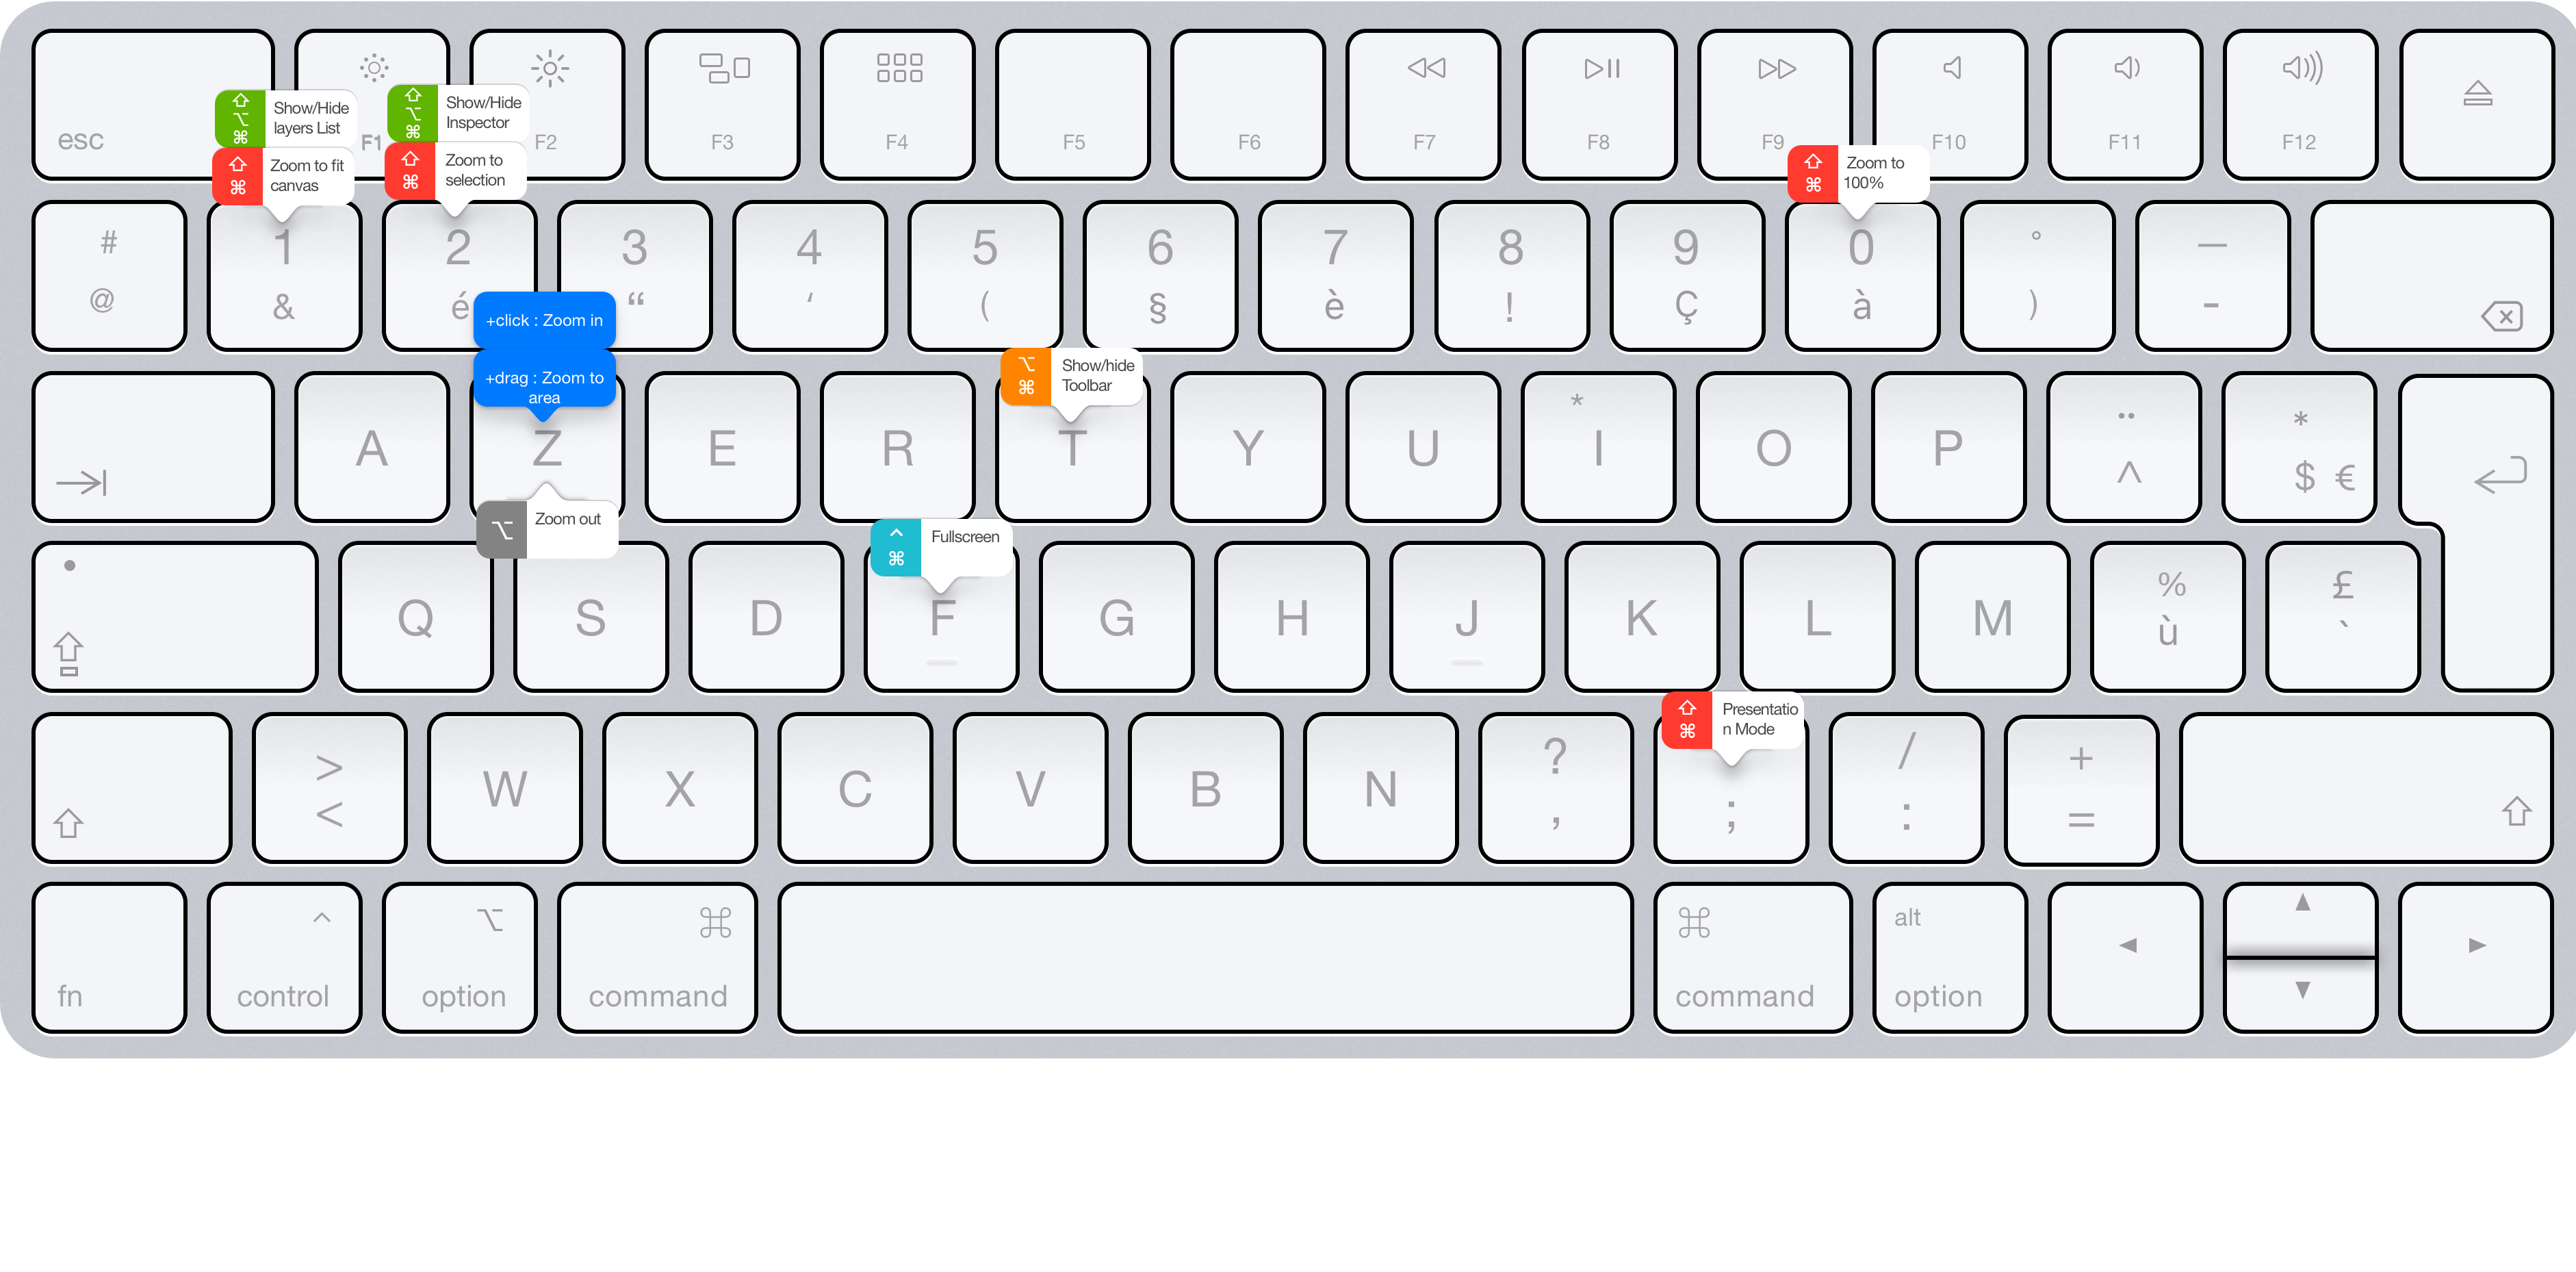 esc
F1
F2
F3
F4
F5
F6
F7
F8
F9
F10
F11
F12
⇧
⌥
⌘
Show/Hide
layers List
⇧
⌥
⌘
Show/Hide
Inspector
⇧
⌘
Zoom to fit
canvas
⇧
⌘
Zoom to
selection
⇧
⌘
Zoom to
100%
#
@
1
&
2
é
3
“
4
‘
5
(
6
§
7
è
8
!
9
Ç
0
à
°
)
—
-
+click : Zoom in
+drag : Zoom to
area
⌥
⌘
Show/hide
Toolbar
A
Z
E
R
T
Y
U
*
I
O
P
¨
^
*
$ €
⌥
Zoom out
^
⌘
Fullscreen
Q
S
D
F
G
H
J
K
L
M
%
ù
£
`
⇧
⌘
Presentatio
n Mode
>
<
W
X
C
V
B
N
?
,
;
/
:
+
=
fn
^
control
⌥
option
⌘
command
⌘
command
alt
option